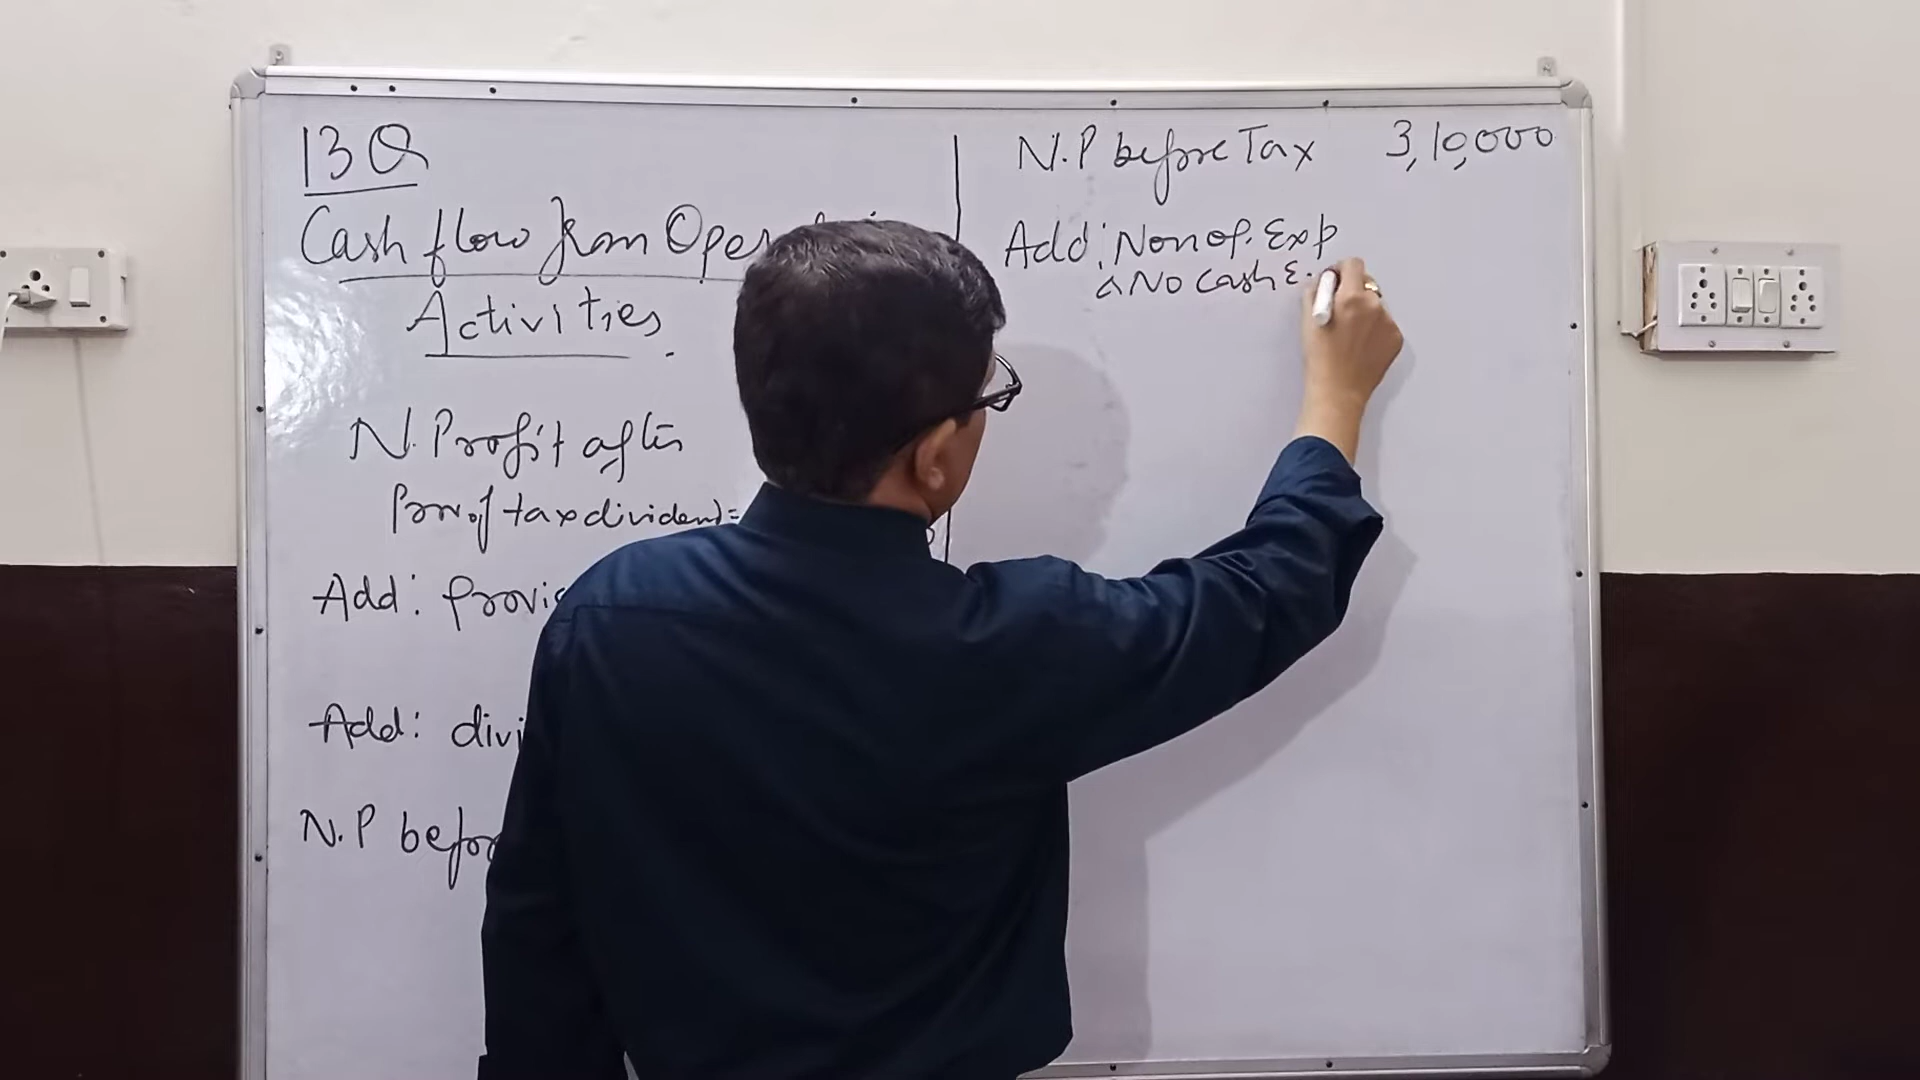 13Q
Cash flow from Oper
Activities.
N. Profit after
Prov. of tax dividend =
Add: provis
Add: divi
N.P before
N.P before Tax 3,10,000
Add: Non op. Exp
& No cash E